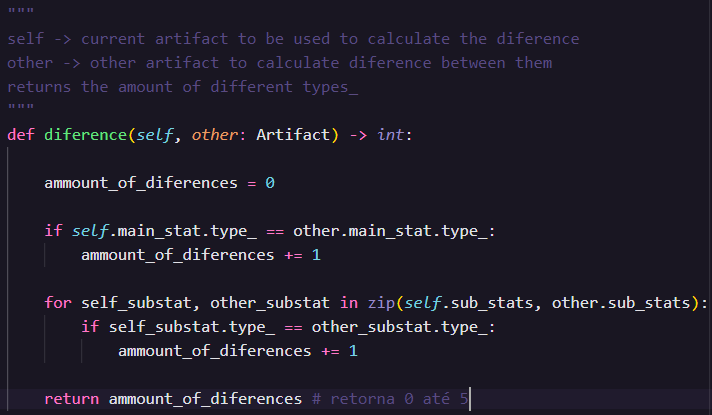 """
self -> current artifact to be used to calculate the diference
other -> other artifact to calculate diference between them
returns the amount of different types_
"""
def diference(self, other: Artifact) -> int:
ammount_of_diferences = 0
if self.main_stat.type_ == other.main_stat.type_:
ammount_of_diferences += 1
for self_substat, other_substat in zip(self.sub_stats, other.sub_stats):
if self_substat.type_ == other_substat.type_:
ammount_of_diferences += 1
return ammount_of_diferences # retorna 0 até 5